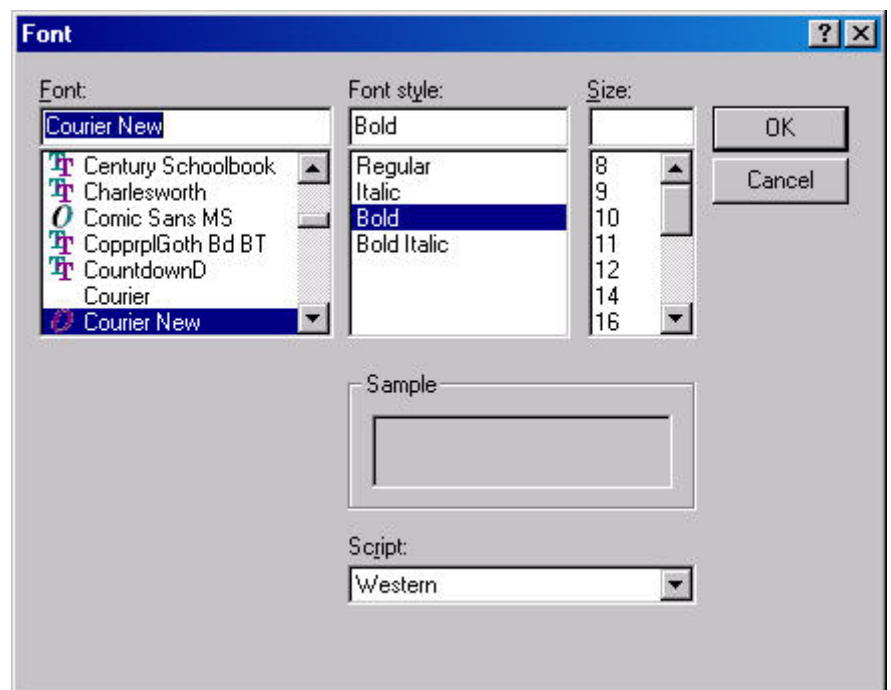 Font
Font:
Courier New
Century Schoolbook
Charlesworth
Comic Sans MS
CopprplGoth Bd BT
CountdownD
Courier
Courier New
Font style:
Bold
Regular
Italic
Bold
Bold Italic
Size:
8
9
10
11
12
14
16
OK
Cancel
Sample
Script:
Western